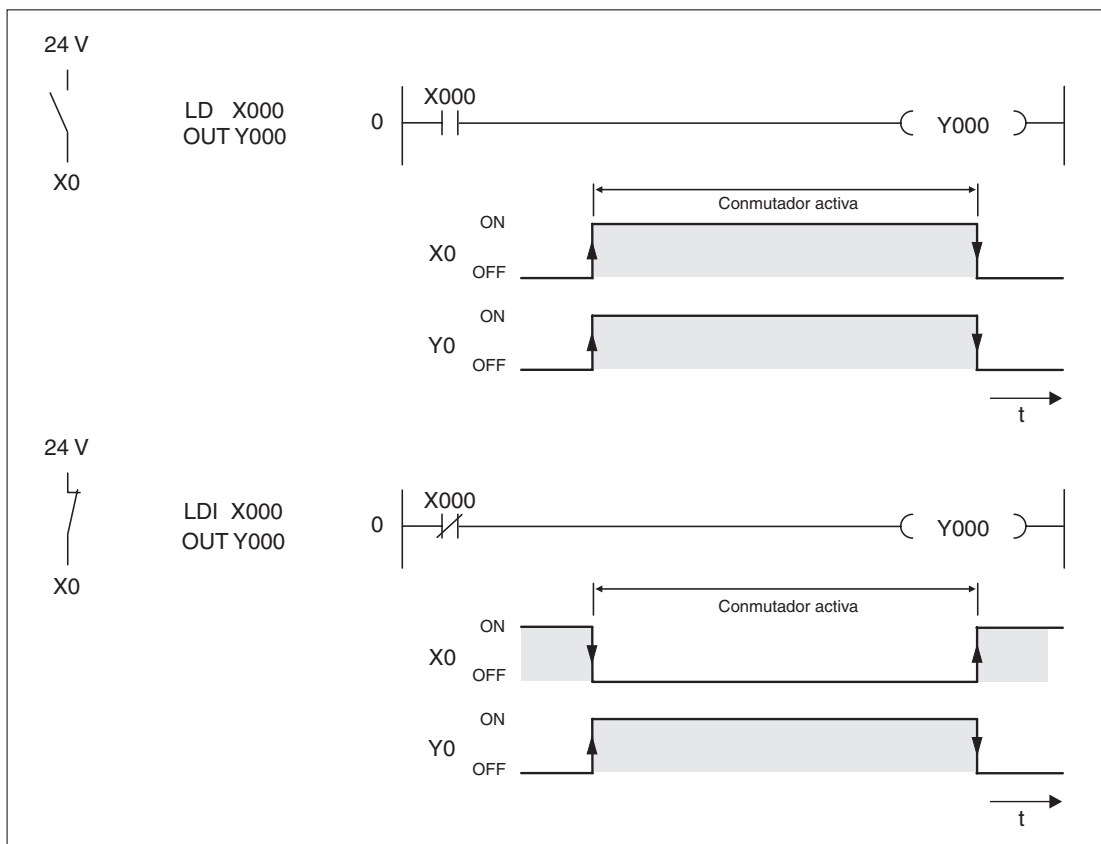 24 V
X0
LD X000
OUT Y000
0
X000
Y000
Conmutador activa
ON
X0
OFF
ON
Y0
OFF
t
24 V
X0
LDI X000
OUT Y000
0
X000
Y000
Conmutador activa
ON
X0
OFF
ON
Y0
OFF
t